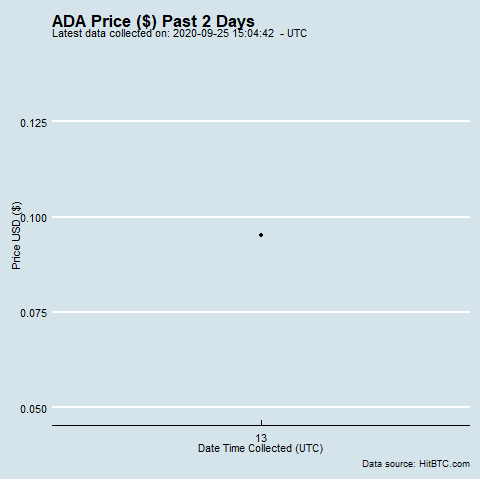 ADA Price ($) Past 2 Days
Latest data collected on: 2020-09-25 15:04:42 - UTC
0.125
0.100
0.075
0.050
Price USD ($)
13
Date Time Collected (UTC)
Data source: HitBTC.com